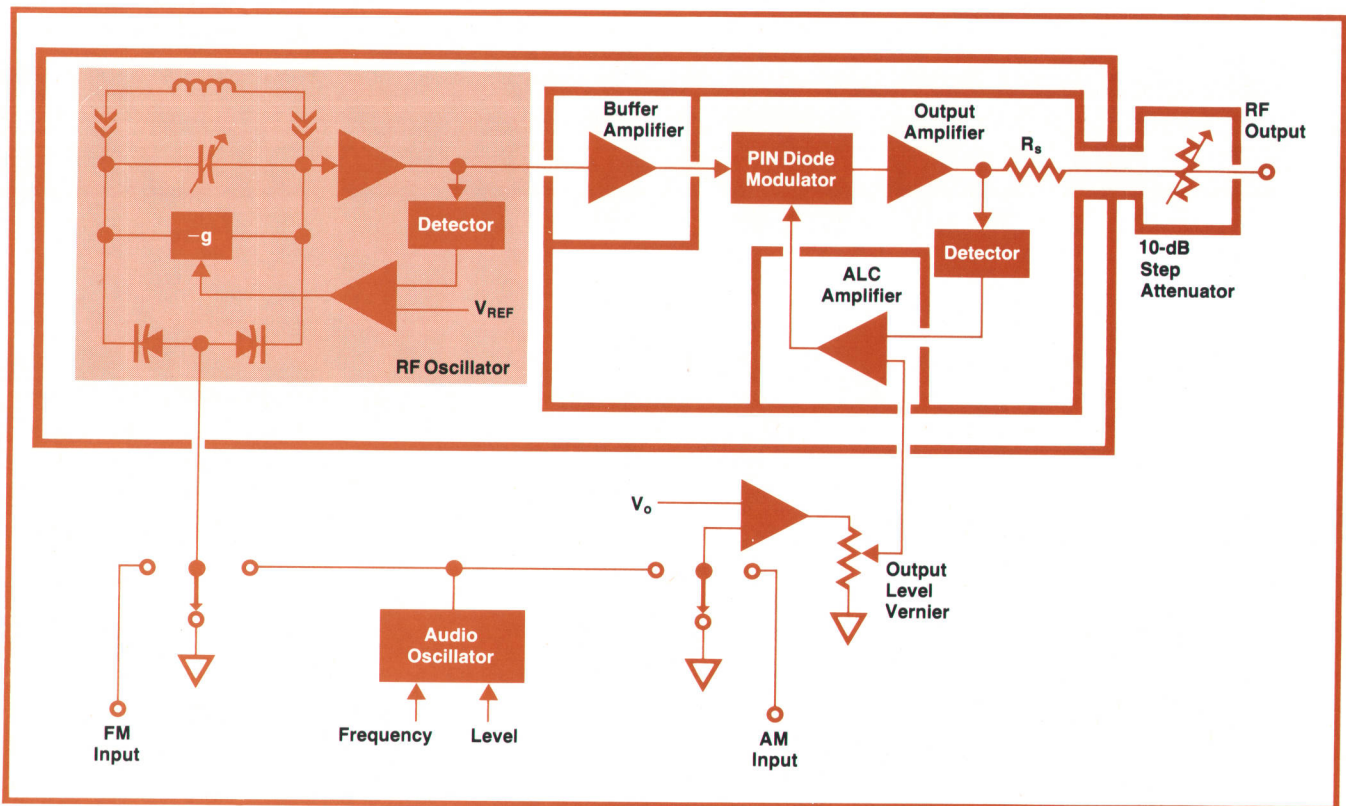 Buffer
Amplifier
Output
Amplifier
RF
Output
Rs
PIN Diode
Modulator
Detector
–g
Detector
10-dB
Step
Attenuator
ALC
Amplifier
VREF
RF Oscillator
Vo
Output
Level
Vernier
Audio
Oscillator
FM
Input
Frequency
Level
AM
Input